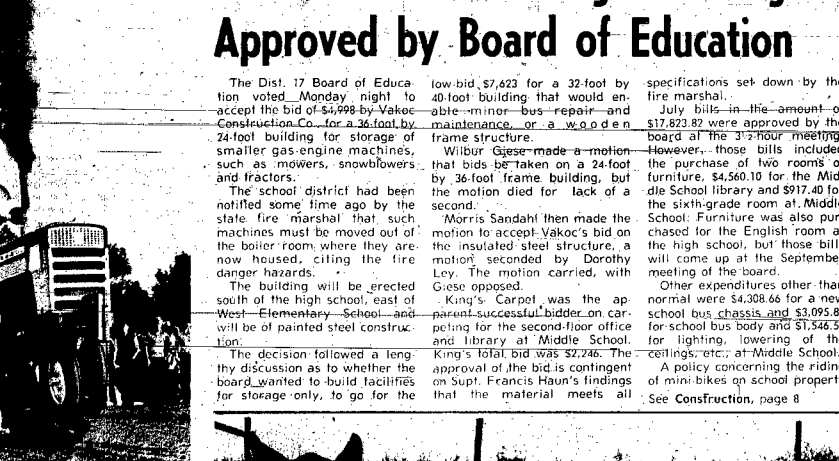 Approved by Board of Education
The Dist. 17 Board of Educa-
tion voted Monday night to
accept the bid of $4,998 by Vakoc
Construction Co., for a 36-foot by
24-foot building for storage of
smaller gas-engine machines,
such as mowers, snowblowers
and tractors.
The school district had been
notified some time ago by the
state fire marshal that such
machines must be moved out of
the boiler room where they are
now housed, citing the fire
danger hazards.
The building will be erected
south of the high school, east of
West Elementary School and
will be of painted steel construc-
tion.
The decision followed a leng-
thy discussion as to whether the
board wanted to build facilities
for storage only, to go for the
low bid $7,623 for a 32-foot by
40-foot building that would en-
able minor bus repair and
maintenance, or a wooden
frame structure.
Wilbur Giese made a motion
that bids be taken on a 24-foot
by 36-foot frame building, but
the motion died for lack of a
second.
Morris Sandahl then made the
motion to accept Vakoc's bid on
the insulated steel structure, a
motion seconded by Dorothy
Ley. The motion carried, with
Giese opposed.
King's Carpet was the ap-
parent successful bidder on car-
peting for the second-floor office
and library at Middle School.
King's total bid was $2,246. The
approval of the bid is contingent
on Supt. Francis Haun's findings
that the material meets all
specifications set down by the
fire marshal.
July bills in the amount o
$17,823.82 were approved by the
board at the 3½-hour meeting.
However, those bills include
the purchase of two rooms o
furniture, $4,560.10 for the Mid
dle School library and $917.40 fo
the sixth-grade room at Middle
School. Furniture was also pur
chased for the English room a
the high school, but those bill
will come up at the Septembe
meeting of the board.
Other expenditures other tha
normal were $4,308.66 for a new
school bus chassis and $3,095.8
for school bus body and $1,546.5
for lighting, lowering of th
ceilings, etc., at Middle School.
A policy concerning the ridin
of mini-bikes on school propert
See Construction, page 8